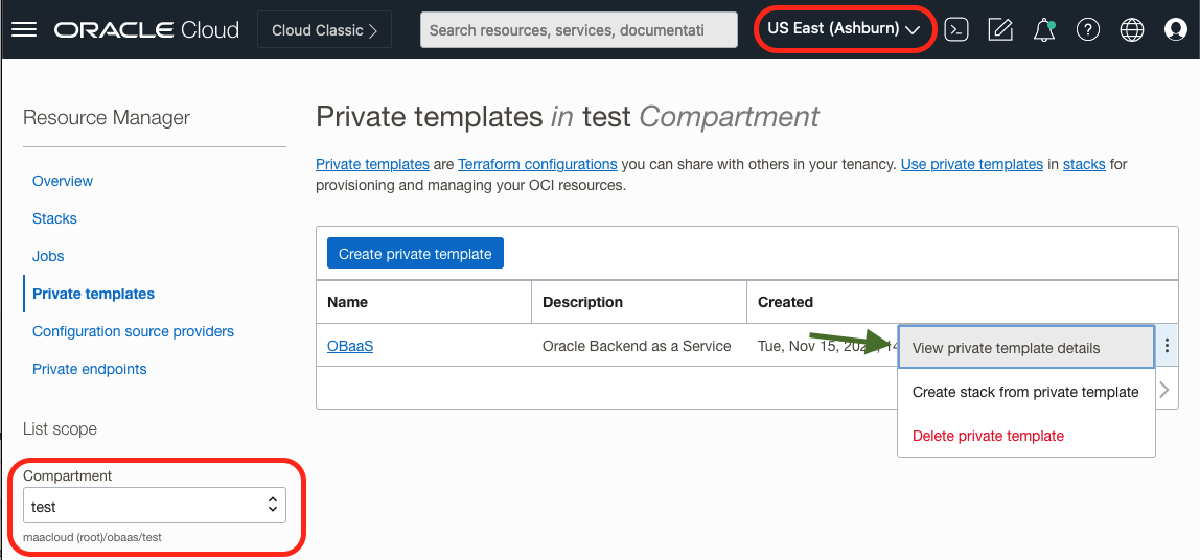 ORACLE Cloud
Cloud Classic
Search resources, services, documentati
US East (Ashburn)
Resource Manager
Overview
Stacks
Jobs
Private templates
Configuration source providers
Private endpoints
List scope
Compartment
test
maacloud (root)/obaas/test
Private templates in test Compartment
Private templates are Terraform configurations you can share with others in your tenancy. Use private templates in stacks for
provisioning and managing your OCI resources.
Create private template
Name Description Created
OBaaS Oracle Backend as a Service Tue, Nov 15,
View private template details
Create stack from private template
Delete private template